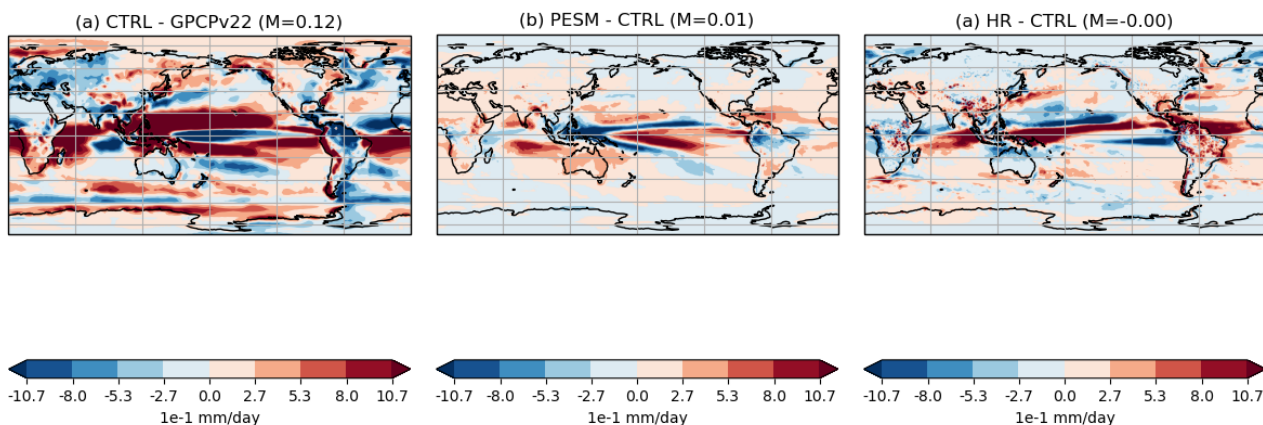 (a) CTRL - GPCPv22 (M=0.12)
(b) PESM - CTRL (M=0.01)
(a) HR - CTRL (M=-0.00)
-10.7 -8.0 -5.3 -2.7 0.0 2.7 5.3 8.0 10.7
1e-1 mm/day
-10.7 -8.0 -5.3 -2.7 0.0 2.7 5.3 8.0 10.7
1e-1 mm/day
-10.7 -8.0 -5.3 -2.7 0.0 2.7 5.3 8.0 10.7
1e-1 mm/day